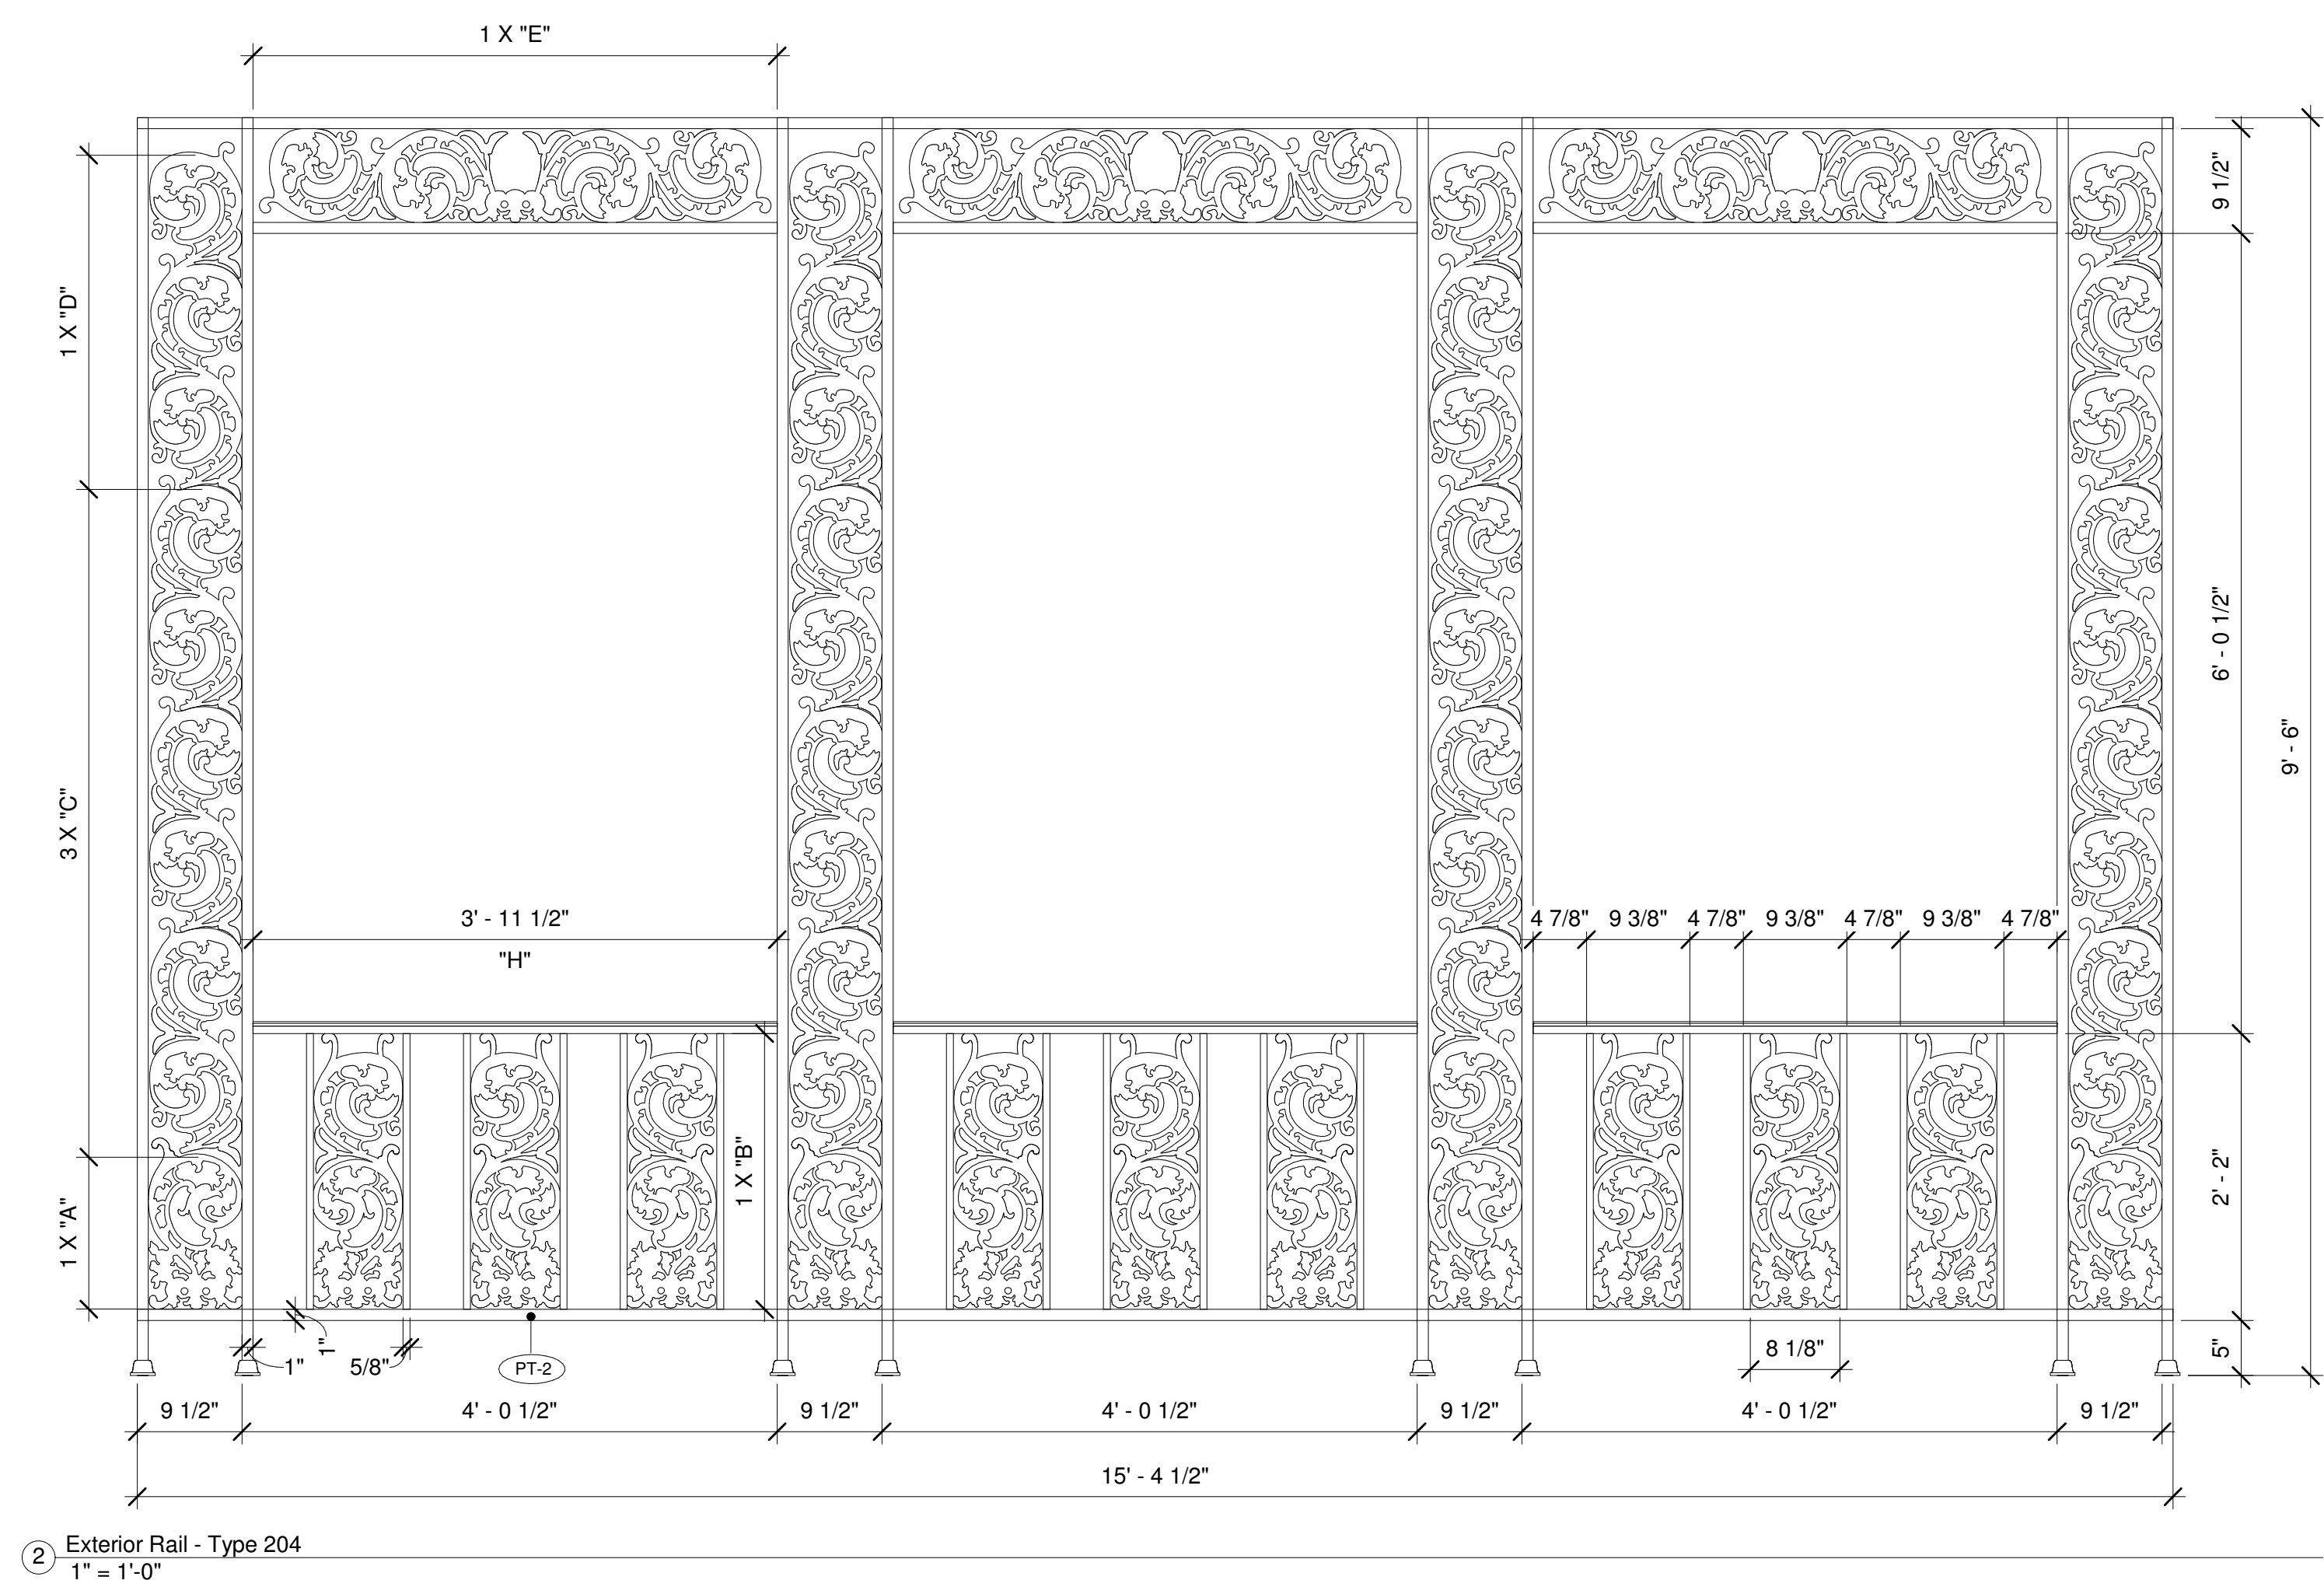 1 X "E"
9 1/2"
1 X "D"
6' - 0 1/2"
9' - 6"
3 X "C"
3' - 11 1/2"
"H"
4 7/8" 9 3/8" 4 7/8" 9 3/8" 4 7/8" 9 3/8" 4 7/8"
1 X "B"
2' - 2"
1 X "A"
1"
1"
5/8"
PT-2
8 1/8"
5"
9 1/2" 4' - 0 1/2" 9 1/2" 4' - 0 1/2" 9 1/2" 4' - 0 1/2" 9 1/2"
15' - 4 1/2"
2 Exterior Rail - Type 204
1" = 1'-0"